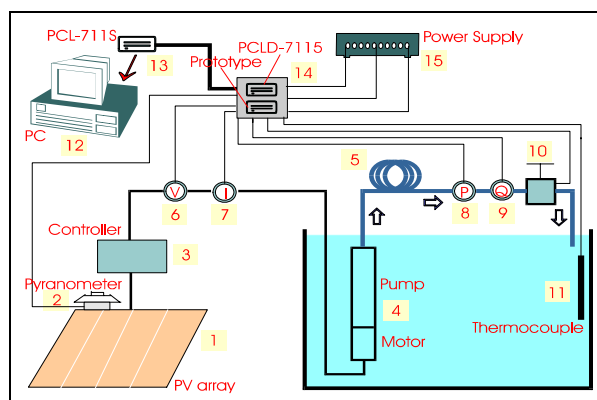 PCL-711S
13
PC
12
PCLD-7115
Prototype
14
Power Supply
15
V
6
I
7
5
P
8
Q
9
10
Controller
3
Pyranometer
2
1
PV array
Pump
4
Motor
11
Thermocouple